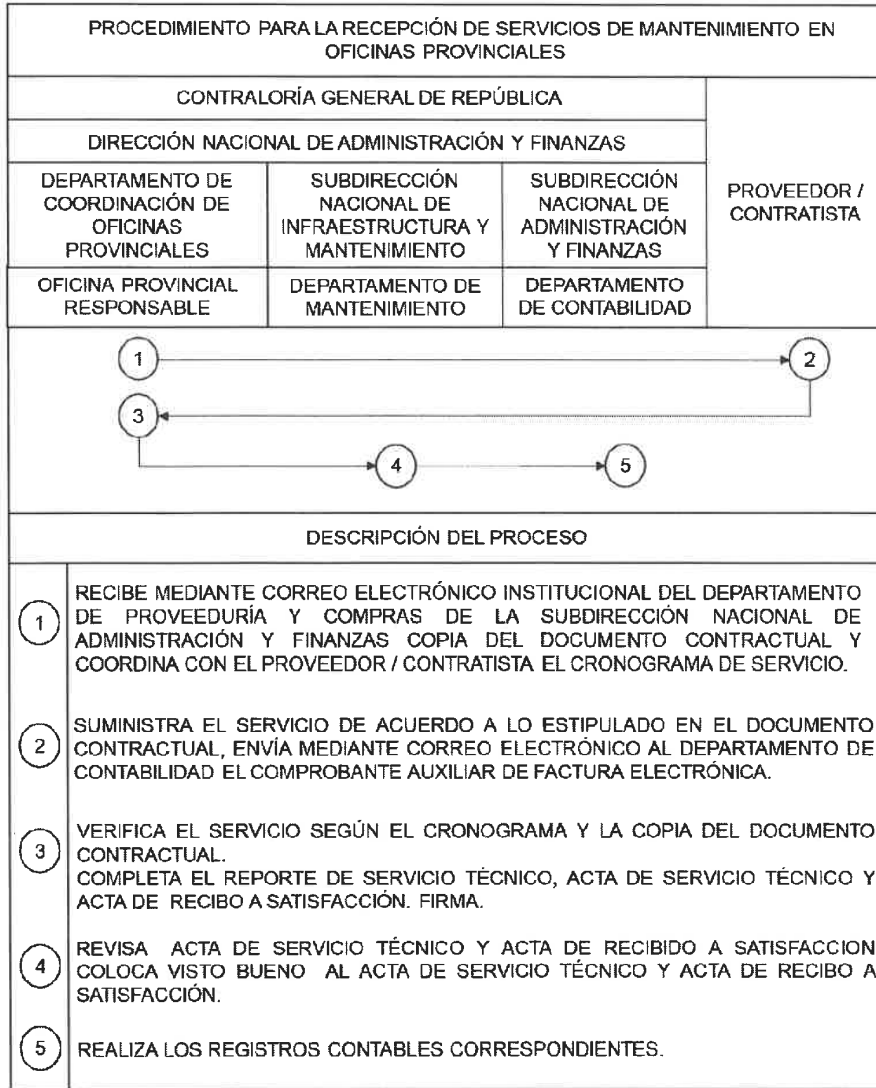 PROCEDIMIENTO PARA LA RECEPCIÓN DE SERVICIOS DE MANTENIMIENTO EN
OFICINAS PROVINCIALES
CONTRALORÍA GENERAL DE REPÚBLICA
DIRECCIÓN NACIONAL DE ADMINISTRACIÓN Y FINANZAS
DEPARTAMENTO DE
COORDINACIÓN DE
OFICINAS
PROVINCIALES
SUBDIRECCIÓN
NACIONAL DE
INFRAESTRUCTURA Y
MANTENIMIENTO
SUBDIRECCIÓN
NACIONAL DE
ADMINISTRACIÓN
Y FINANZAS
PROVEEDOR /
CONTRATISTA
OFICINA PROVINCIAL
RESPONSABLE
DEPARTAMENTO DE
MANTENIMIENTO
DEPARTAMENTO
DE CONTABILIDAD
1
2
3
4
5
DESCRIPCIÓN DEL PROCESO
1
RECIBE MEDIANTE CORREO ELECTRÓNICO INSTITUCIONAL DEL DEPARTAMENTO
DE PROVEEDURÍA Y COMPRAS DE LA SUBDIRECCIÓN NACIONAL DE
ADMINISTRACIÓN Y FINANZAS COPIA DEL DOCUMENTO CONTRACTUAL Y
COORDINA CON EL PROVEEDOR / CONTRATISTA EL CRONOGRAMA DE SERVICIO.
2
SUMINISTRA EL SERVICIO DE ACUERDO A LO ESTIPULADO EN EL DOCUMENTO
CONTRACTUAL, ENVÍA MEDIANTE CORREO ELECTRÓNICO AL DEPARTAMENTO DE
CONTABILIDAD EL COMPROBANTE AUXILIAR DE FACTURA ELECTRÓNICA.
3
VERIFICA EL SERVICIO SEGÚN EL CRONOGRAMA Y LA COPIA DEL DOCUMENTO
CONTRACTUAL.
COMPLETA EL REPORTE DE SERVICIO TÉCNICO, ACTA DE SERVICIO TÉCNICO Y
ACTA DE RECIBO A SATISFACCIÓN. FIRMA.
4
REVISA ACTA DE SERVICIO TÉCNICO Y ACTA DE RECIBIDO A SATISFACCION
COLOCA VISTO BUENO AL ACTA DE SERVICIO TÉCNICO Y ACTA DE RECIBO A
SATISFACCIÓN.
5
REALIZA LOS REGISTROS CONTABLES CORRESPONDIENTES.